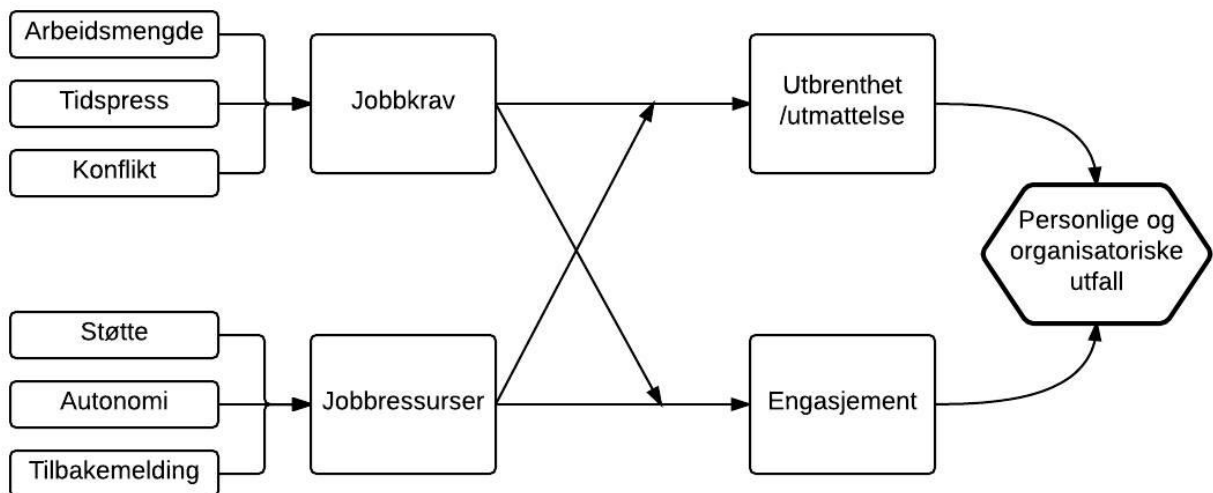 Arbeidsmengde
Tidspress
Konflikt
Jobbkrav
Utbrenthet
/utmattelse
Personlige og
organisatoriske
utfall
Støtte
Autonomi
Tilbakemelding
Jobbressurser
Engasjement